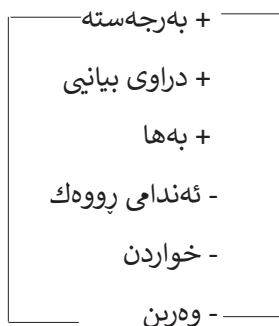 + بەرجەستە
+ دراوی بیانیی
+ بەها
- ئەندامی ڕووەك
- خواردن
- وەرین